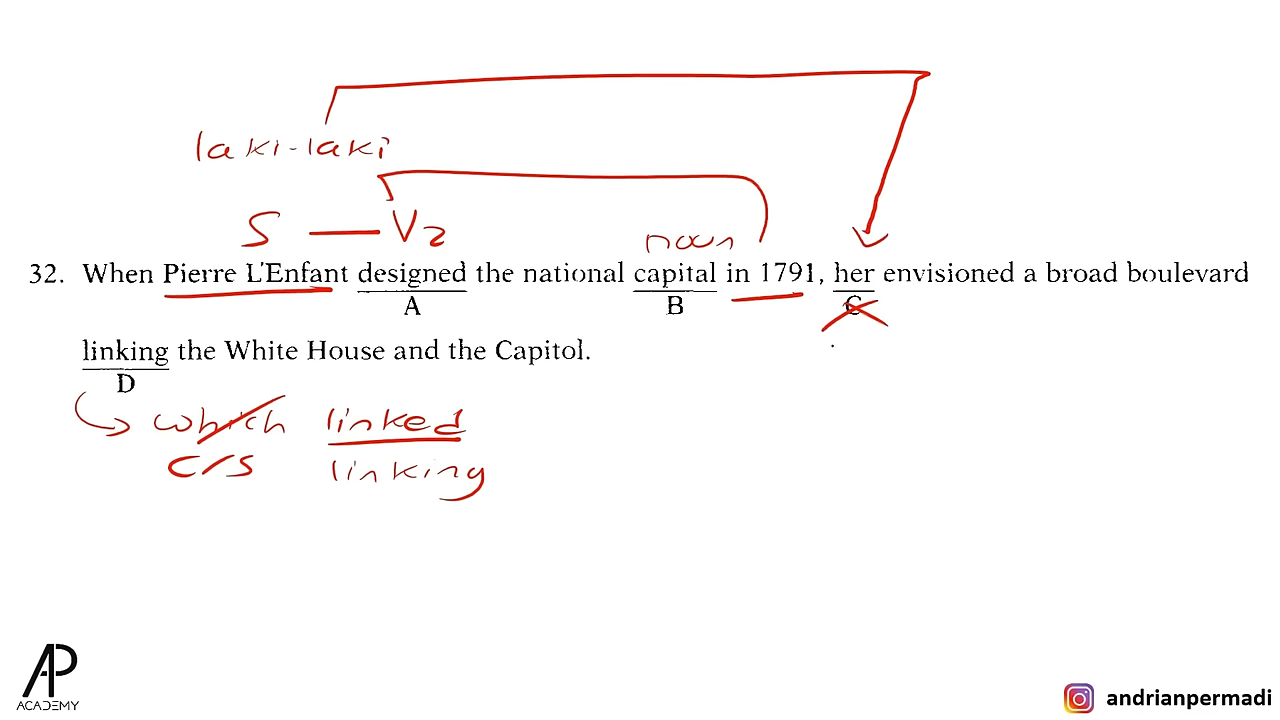 laki-laki
S — V2
noun
32. When Pierre L'Enfant designed the national capital in 1791, her envisioned a broad boulevard
A B C
linking the White House and the Capitol.
D
which linked
C/S linking
AP
ACADEMY
andrianpermadi